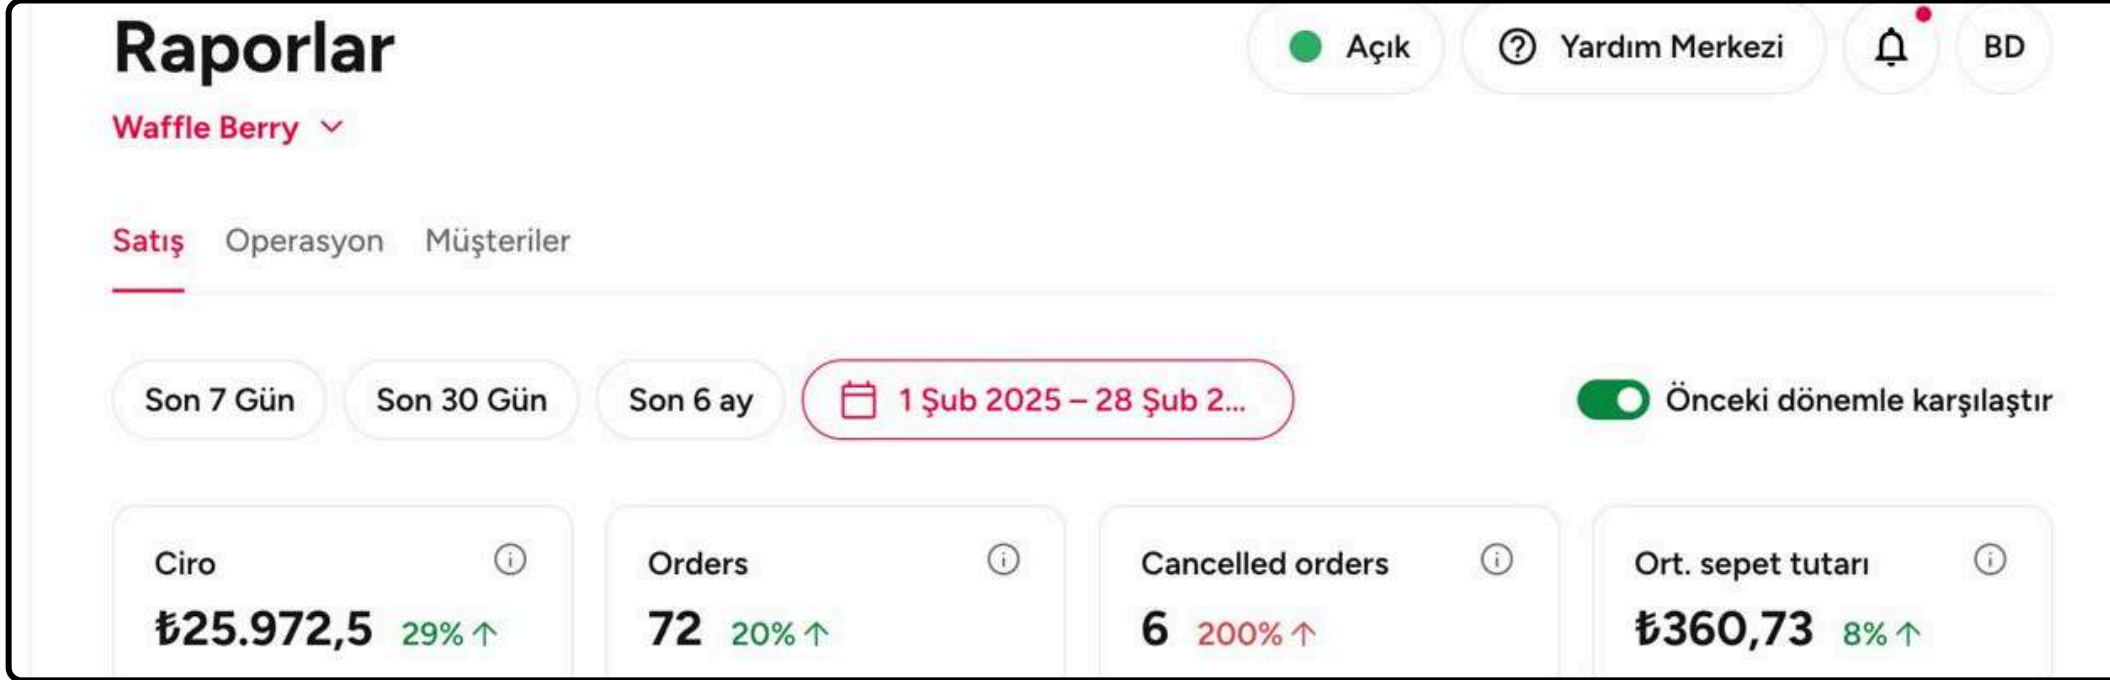 Raporlar
Açık
Yardım Merkezi
BD
Waffle Berry
Satış Operasyon Müşteriler
Son 7 Gün
Son 30 Gün
Son 6 ay
1 Şub 2025 – 28 Şub 2...
Önceki dönemle karşılaştır
Ciro
₺25.972,5 29% ↑
Orders
72 20% ↑
Cancelled orders
6 200% ↑
Ort. sepet tutarı
₺360,73 8% ↑